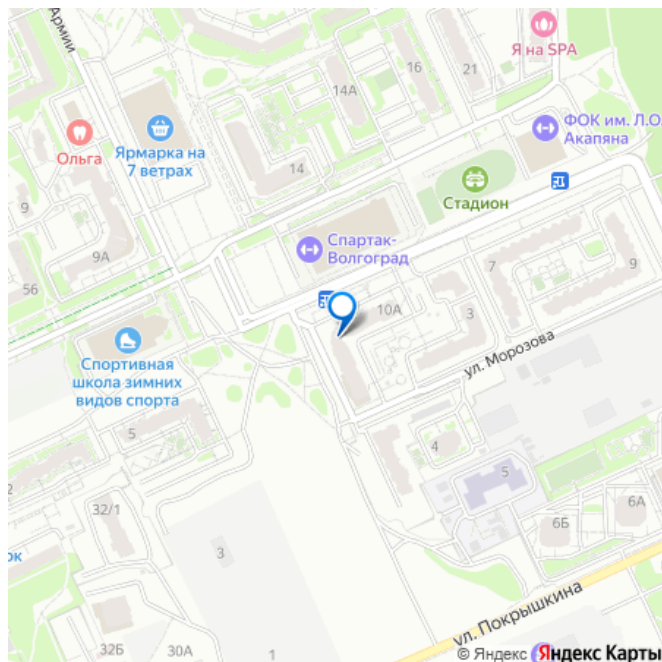 Армии
Я на SPA
21
16
14А
ФОК им. Л.О.
Акапяна
Ольга
Ярмарка на
7 ветрах
14
Стадион
9
9А
Спартак-
Волгоград
56
7
9
10А
3
Спортивная
школа зимних
видов спорта
ул. Морозова
5
4
5
2
32/1
6Б
6А
ок
3
ул. Покрышкина
32Б
30А
1
© Яндекс
Яндекс Карты